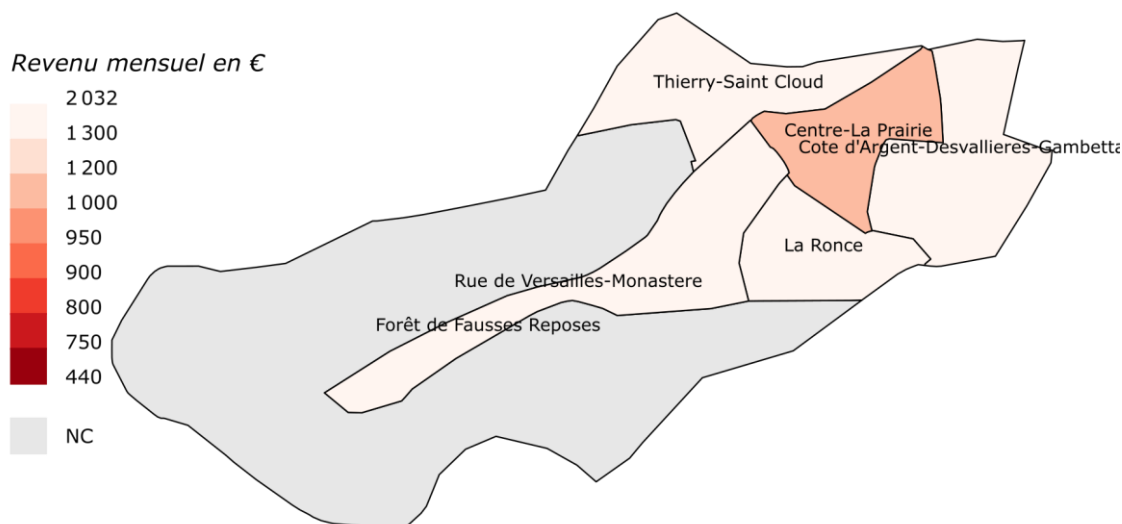 Revenu mensuel en €
2 032
1 300
1 200
1 000
950
900
800
750
440
NC
Thierry-Saint Cloud
Centre-La Prairie
Cote d'Argent-Desvallieres-Gambetta
La Ronce
Rue de Versailles-Monastere
Forêt de Fausses Reposes